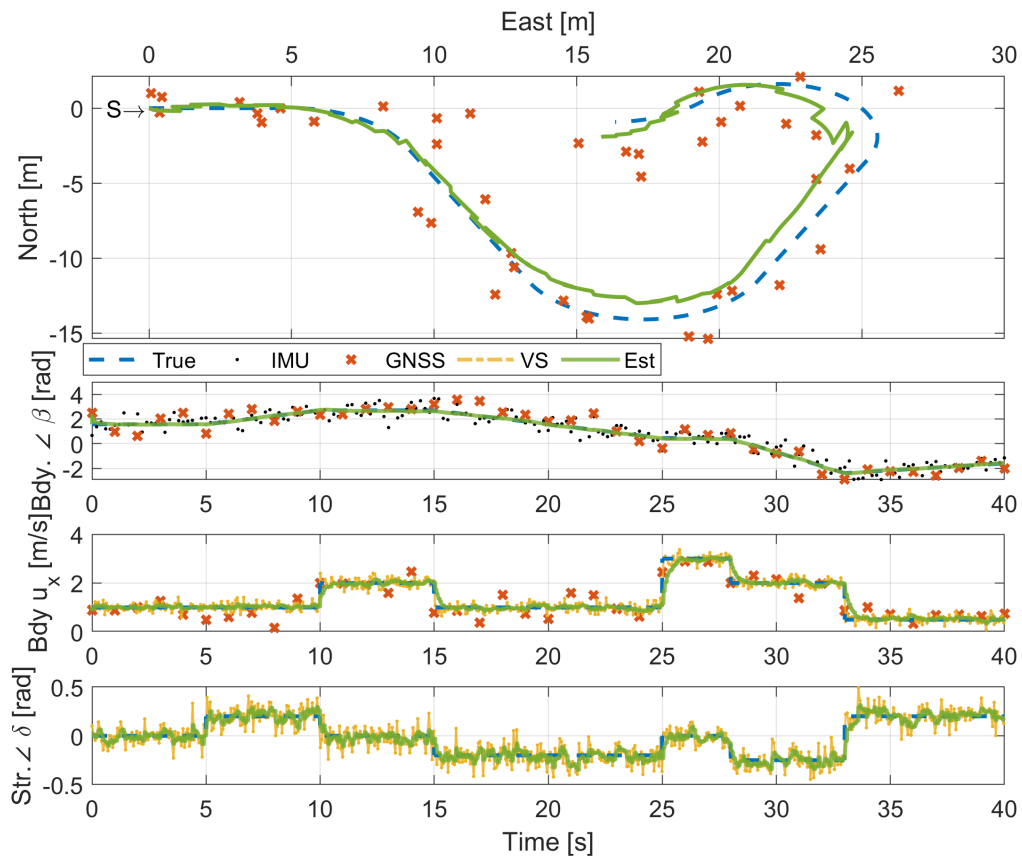 East [m]
0 5 10 15 20 25 30
S→
0
-5
-10
-15
North [m]
True IMU GNSS VS Est
4
2
0
-2
Bdy. ∠ β [rad]
0 5 10 15 20 25 30 35 40
4
2
0
Bdy u_x [m/s]
0 5 10 15 20 25 30 35 40
0.5
0
-0.5
Str.∠ δ [rad]
0 5 10 15 20 25 30 35 40
Time [s]